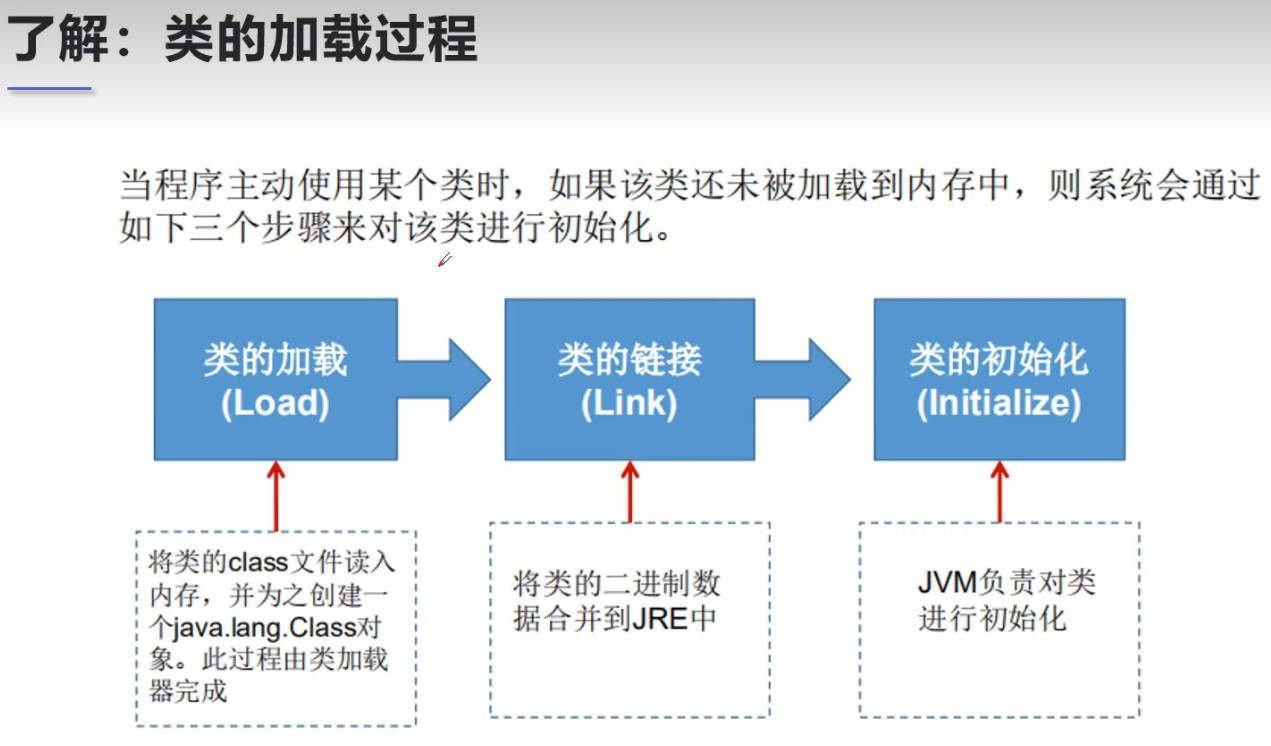 了解：类的加载过程
当程序主动使用某个类时，如果该类还未被加载到内存中，则系统会通过
如下三个步骤来对该类进行初始化。
类的加载
(Load)
类的链接
(Link)
类的初始化
(Initialize)
将类的class文件读入
内存，并为之创建一
个java.lang.Class对
象。此过程由类加载
器完成
将类的二进制数
据合并到JRE中
JVM负责对类
进行初始化